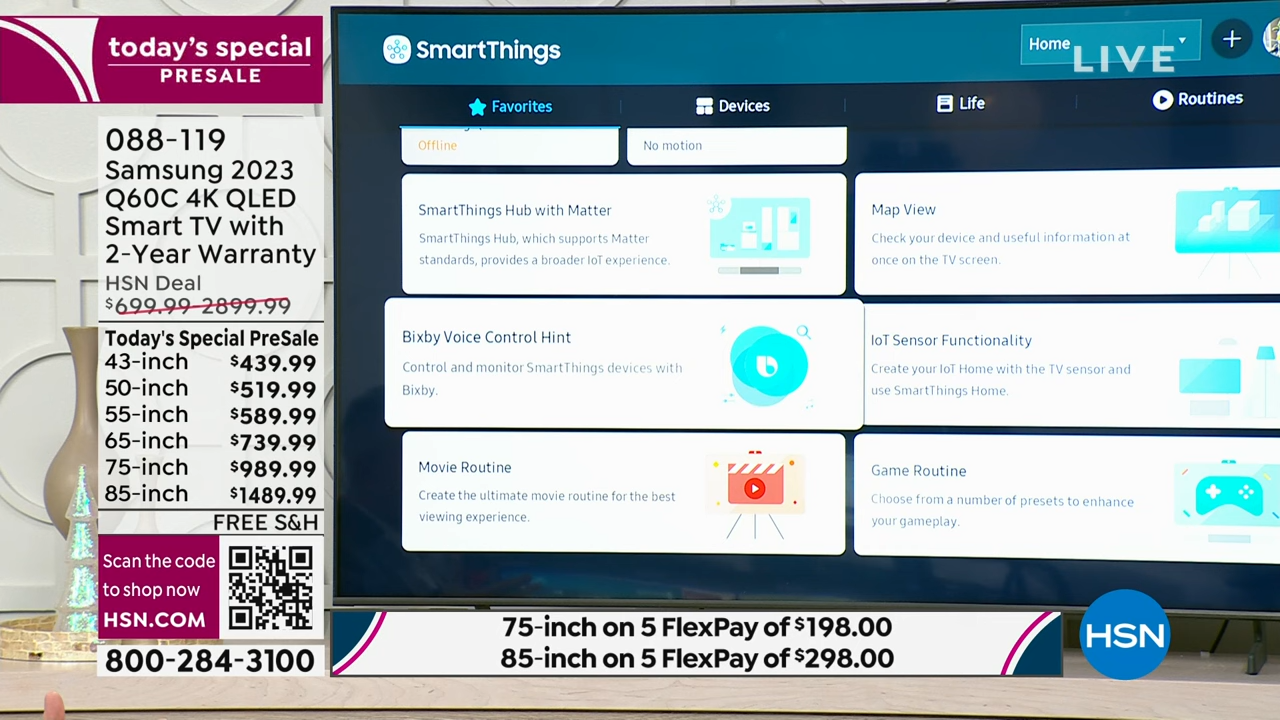 today's special
PRESALE
088-119
Samsung 2023
Q60C 4K QLED
Smart TV with
2-Year Warranty
HSN Deal
$699.99-2899.99
Today's Special PreSale
43-inch $439.99
50-inch $519.99
55-inch $589.99
65-inch $739.99
75-inch $989.99
85-inch $1489.99
FREE S&H
Scan the code
to shop now
HSN.COM
800-284-3100
SmartThings
Home
LIVE
Favorites
Devices
Life
Routines
Offline
No motion
SmartThings Hub with Matter
SmartThings Hub, which supports Matter
standards, provides a broader IoT experience.
Map View
Check your device and useful information at
once on the TV screen.
Bixby Voice Control Hint
Control and monitor SmartThings devices with
Bixby.
IoT Sensor Functionality
Create your IoT Home with the TV sensor and
use SmartThings Home.
Movie Routine
Create the ultimate movie routine for the best
viewing experience.
Game Routine
Choose from a number of presets to enhance
your gameplay.
75-inch on 5 FlexPay of $198.00
85-inch on 5 FlexPay of $298.00
HSN